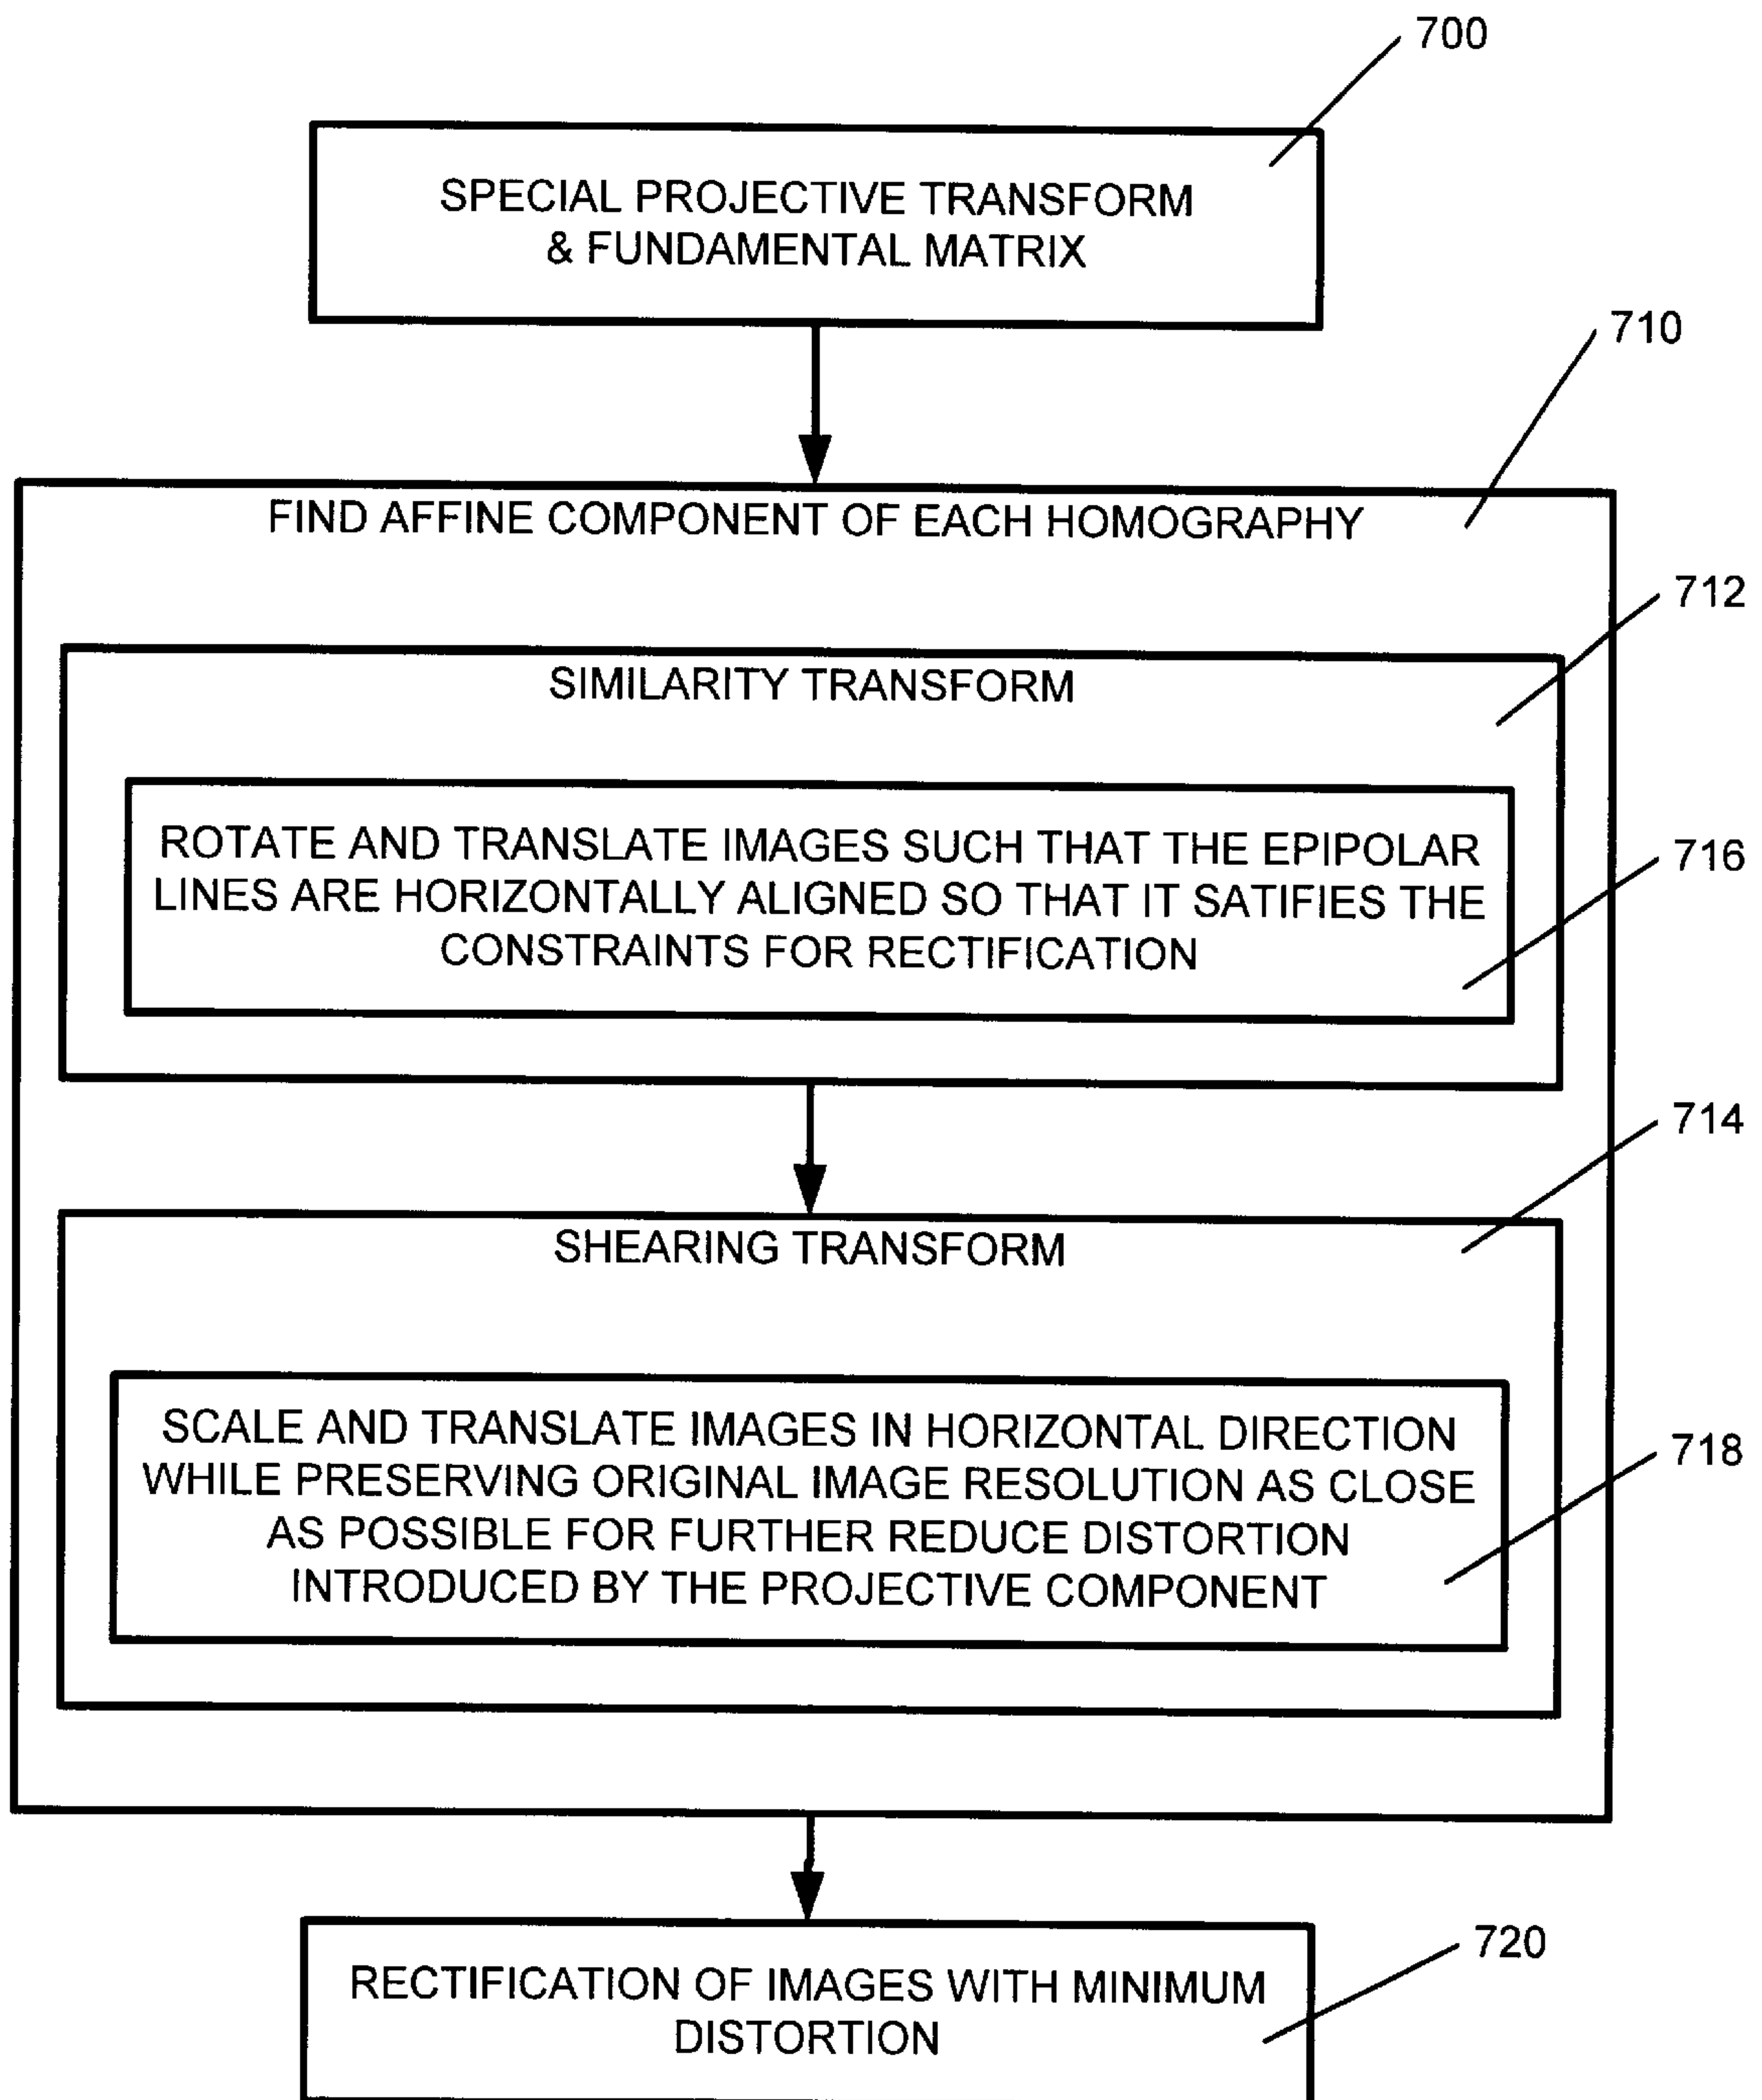 700
SPECIAL PROJECTIVE TRANSFORM
& FUNDAMENTAL MATRIX
710
FIND AFFINE COMPONENT OF EACH HOMOGRAPHY
712
SIMILARITY TRANSFORM
716
ROTATE AND TRANSLATE IMAGES SUCH THAT THE EPIPOLAR
LINES ARE HORIZONTALLY ALIGNED SO THAT IT SATIFIES THE
CONSTRAINTS FOR RECTIFICATION
714
SHEARING TRANSFORM
718
SCALE AND TRANSLATE IMAGES IN HORIZONTAL DIRECTION
WHILE PRESERVING ORIGINAL IMAGE RESOLUTION AS CLOSE
AS POSSIBLE FOR FURTHER REDUCE DISTORTION
INTRODUCED BY THE PROJECTIVE COMPONENT
720
RECTIFICATION OF IMAGES WITH MINIMUM
DISTORTION